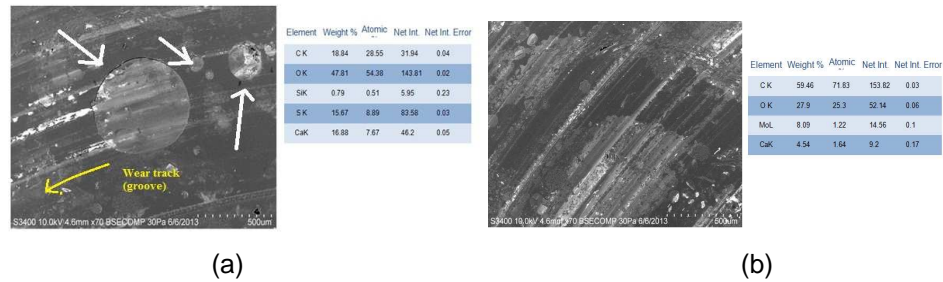 Element Weight % Atomic % Net Int. Net Int. Error
C K 18.84 28.55 31.94 0.04
O K 47.81 54.38 143.81 0.02
SiK 0.79 0.51 5.95 0.23
S K 15.67 8.89 83.58 0.03
CaK 16.88 7.67 46.2 0.05
Wear track
(groove)
S3400 10.0kV 4.6mm x70 BSECOMP 30Pa 6/6/2013 500um
(a)
Element Weight % Atomic Net Int. Net Int. Error
C K 59.46 71.83 153.82 0.03
O K 27.9 25.3 52.14 0.06
MoL 8.09 1.22 14.56 0.1
CaK 4.54 1.64 9.2 0.17
S3400 10.0kV 4.6mm x70 BSECOMP 30Pa 6/6/2013 500um
(b)